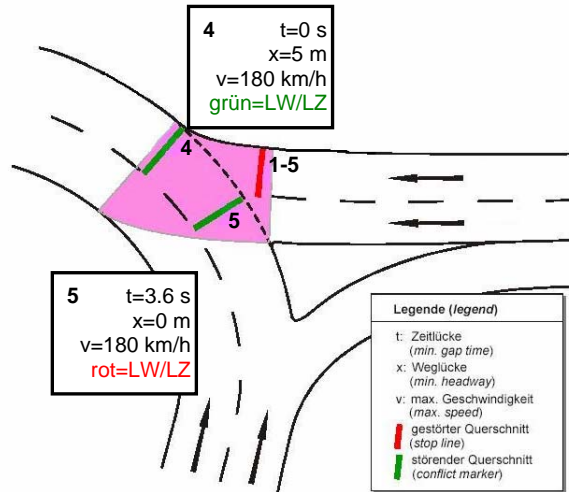 4 t=0 s
x=5 m
v=180 km/h
grün=LW/LZ
4
1-5
5
5 t=3.6 s
x=0 m
v=180 km/h
rot=LW/LZ
Legende (legend)
t: Zeitlücke
(min. gap time)
x: Weglücke
(min. headway)
v: max. Geschwindigkeit
(max. speed)
gestörter Querschnitt
(stop line)
störender Querschnitt
(conflict marker)